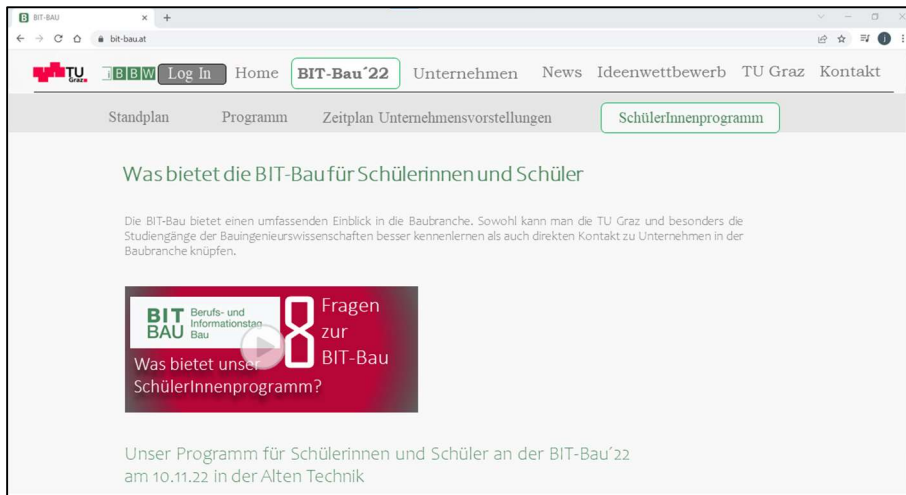 BIT-BAU
bit-bau.at
TU Graz iBBW Log In Home BIT-Bau´22 Unternehmen News Ideenwettbewerb TU Graz Kontakt
Standplan Programm Zeitplan Unternehmensvorstellungen SchülerInnenprogramm
Was bietet die BIT-Bau für Schülerinnen und Schüler
Die BIT-Bau bietet einen umfassenden Einblick in die Baubranche. Sowohl kann man die TU Graz und besonders die
Studiengänge der Bauingenieurswissenschaften besser kennenlernen als auch direkten Kontakt zu Unternehmen in der
Baubranche knüpfen.
BIT BAU
Berufs- und
Informationstag
Bau
8
Fragen
zur
BIT-Bau
Was bietet unser
SchülerInnenprogramm?
Unser Programm für Schülerinnen und Schüler an der BIT-Bau´22
am 10.11.22 in der Alten Technik